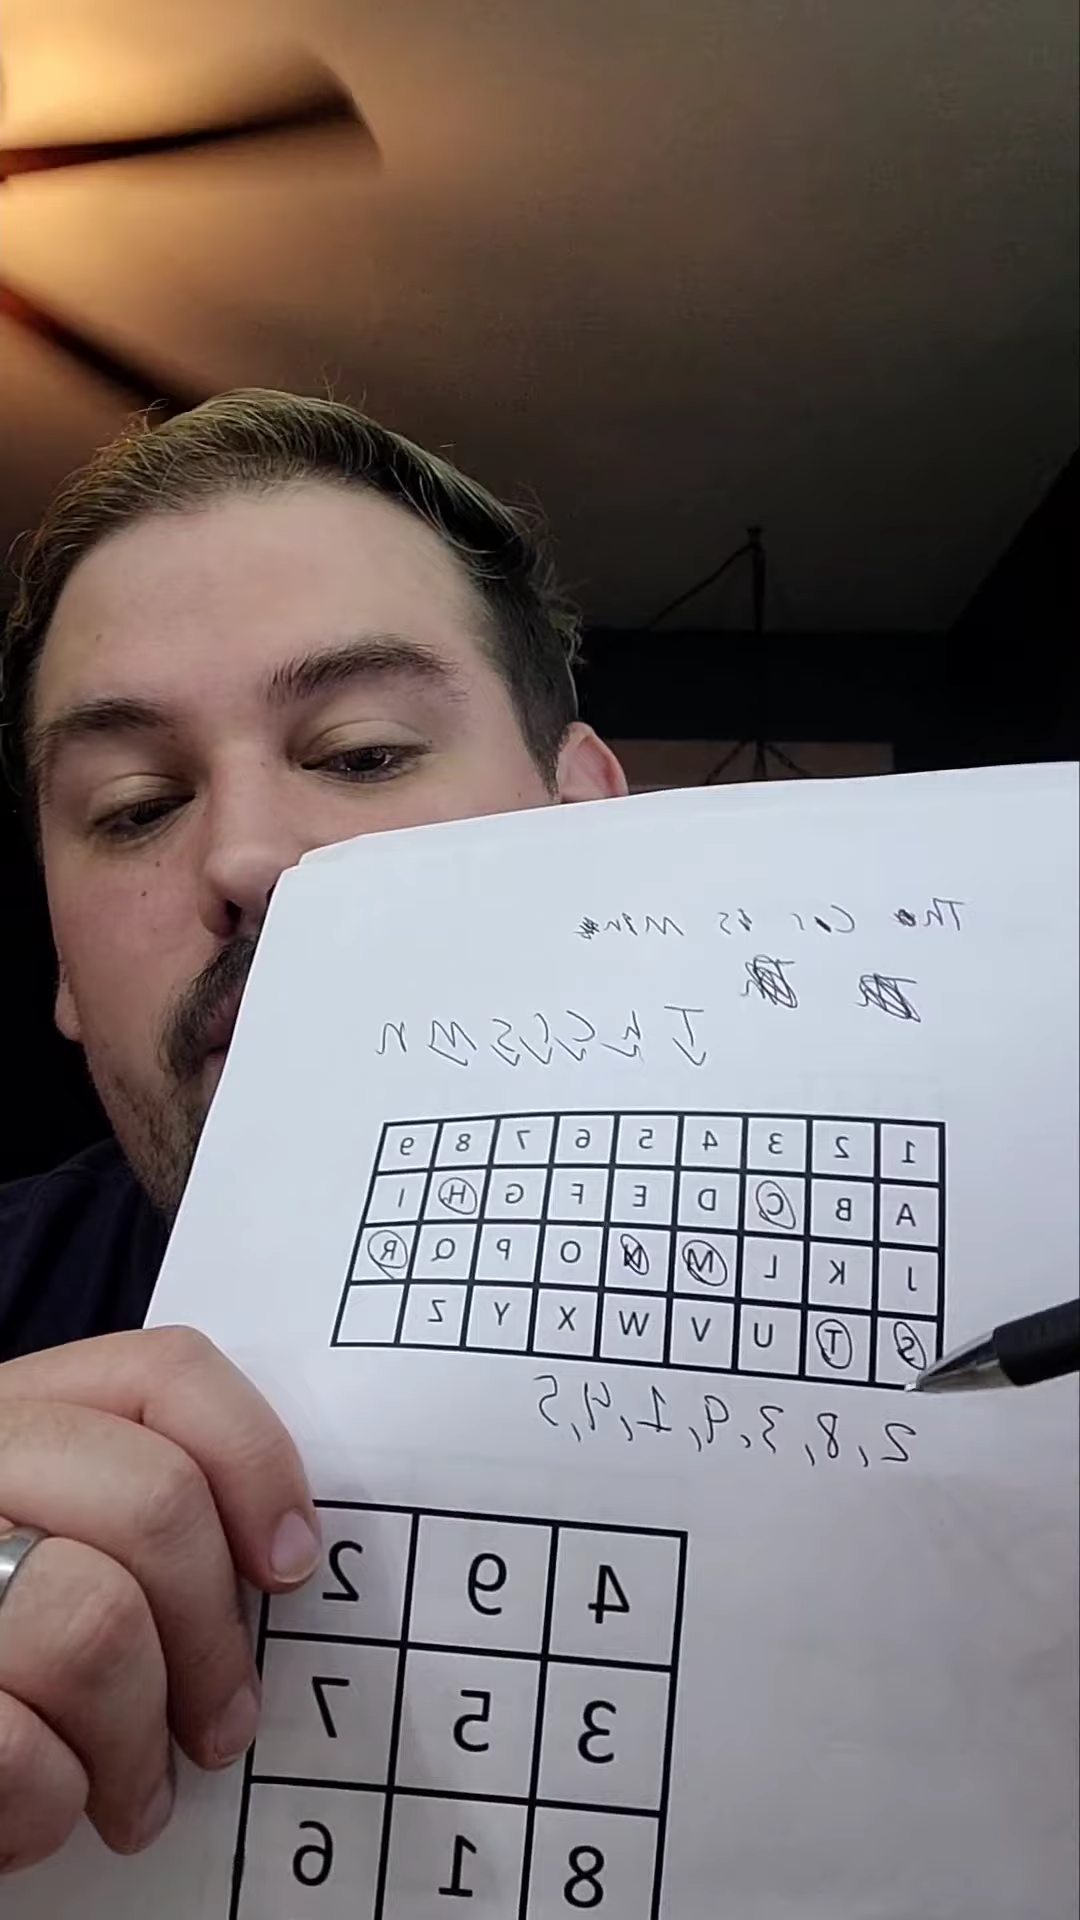 The Car is mine
T h C r s m n
1 2 3 4 5 6 7 8 9
A B C D E F G H I
J K L M N O P Q R
S T U V W X Y Z
2, 8, 3, 9, 1, 4, 5
4 9 2
3 5 7
8 1 6